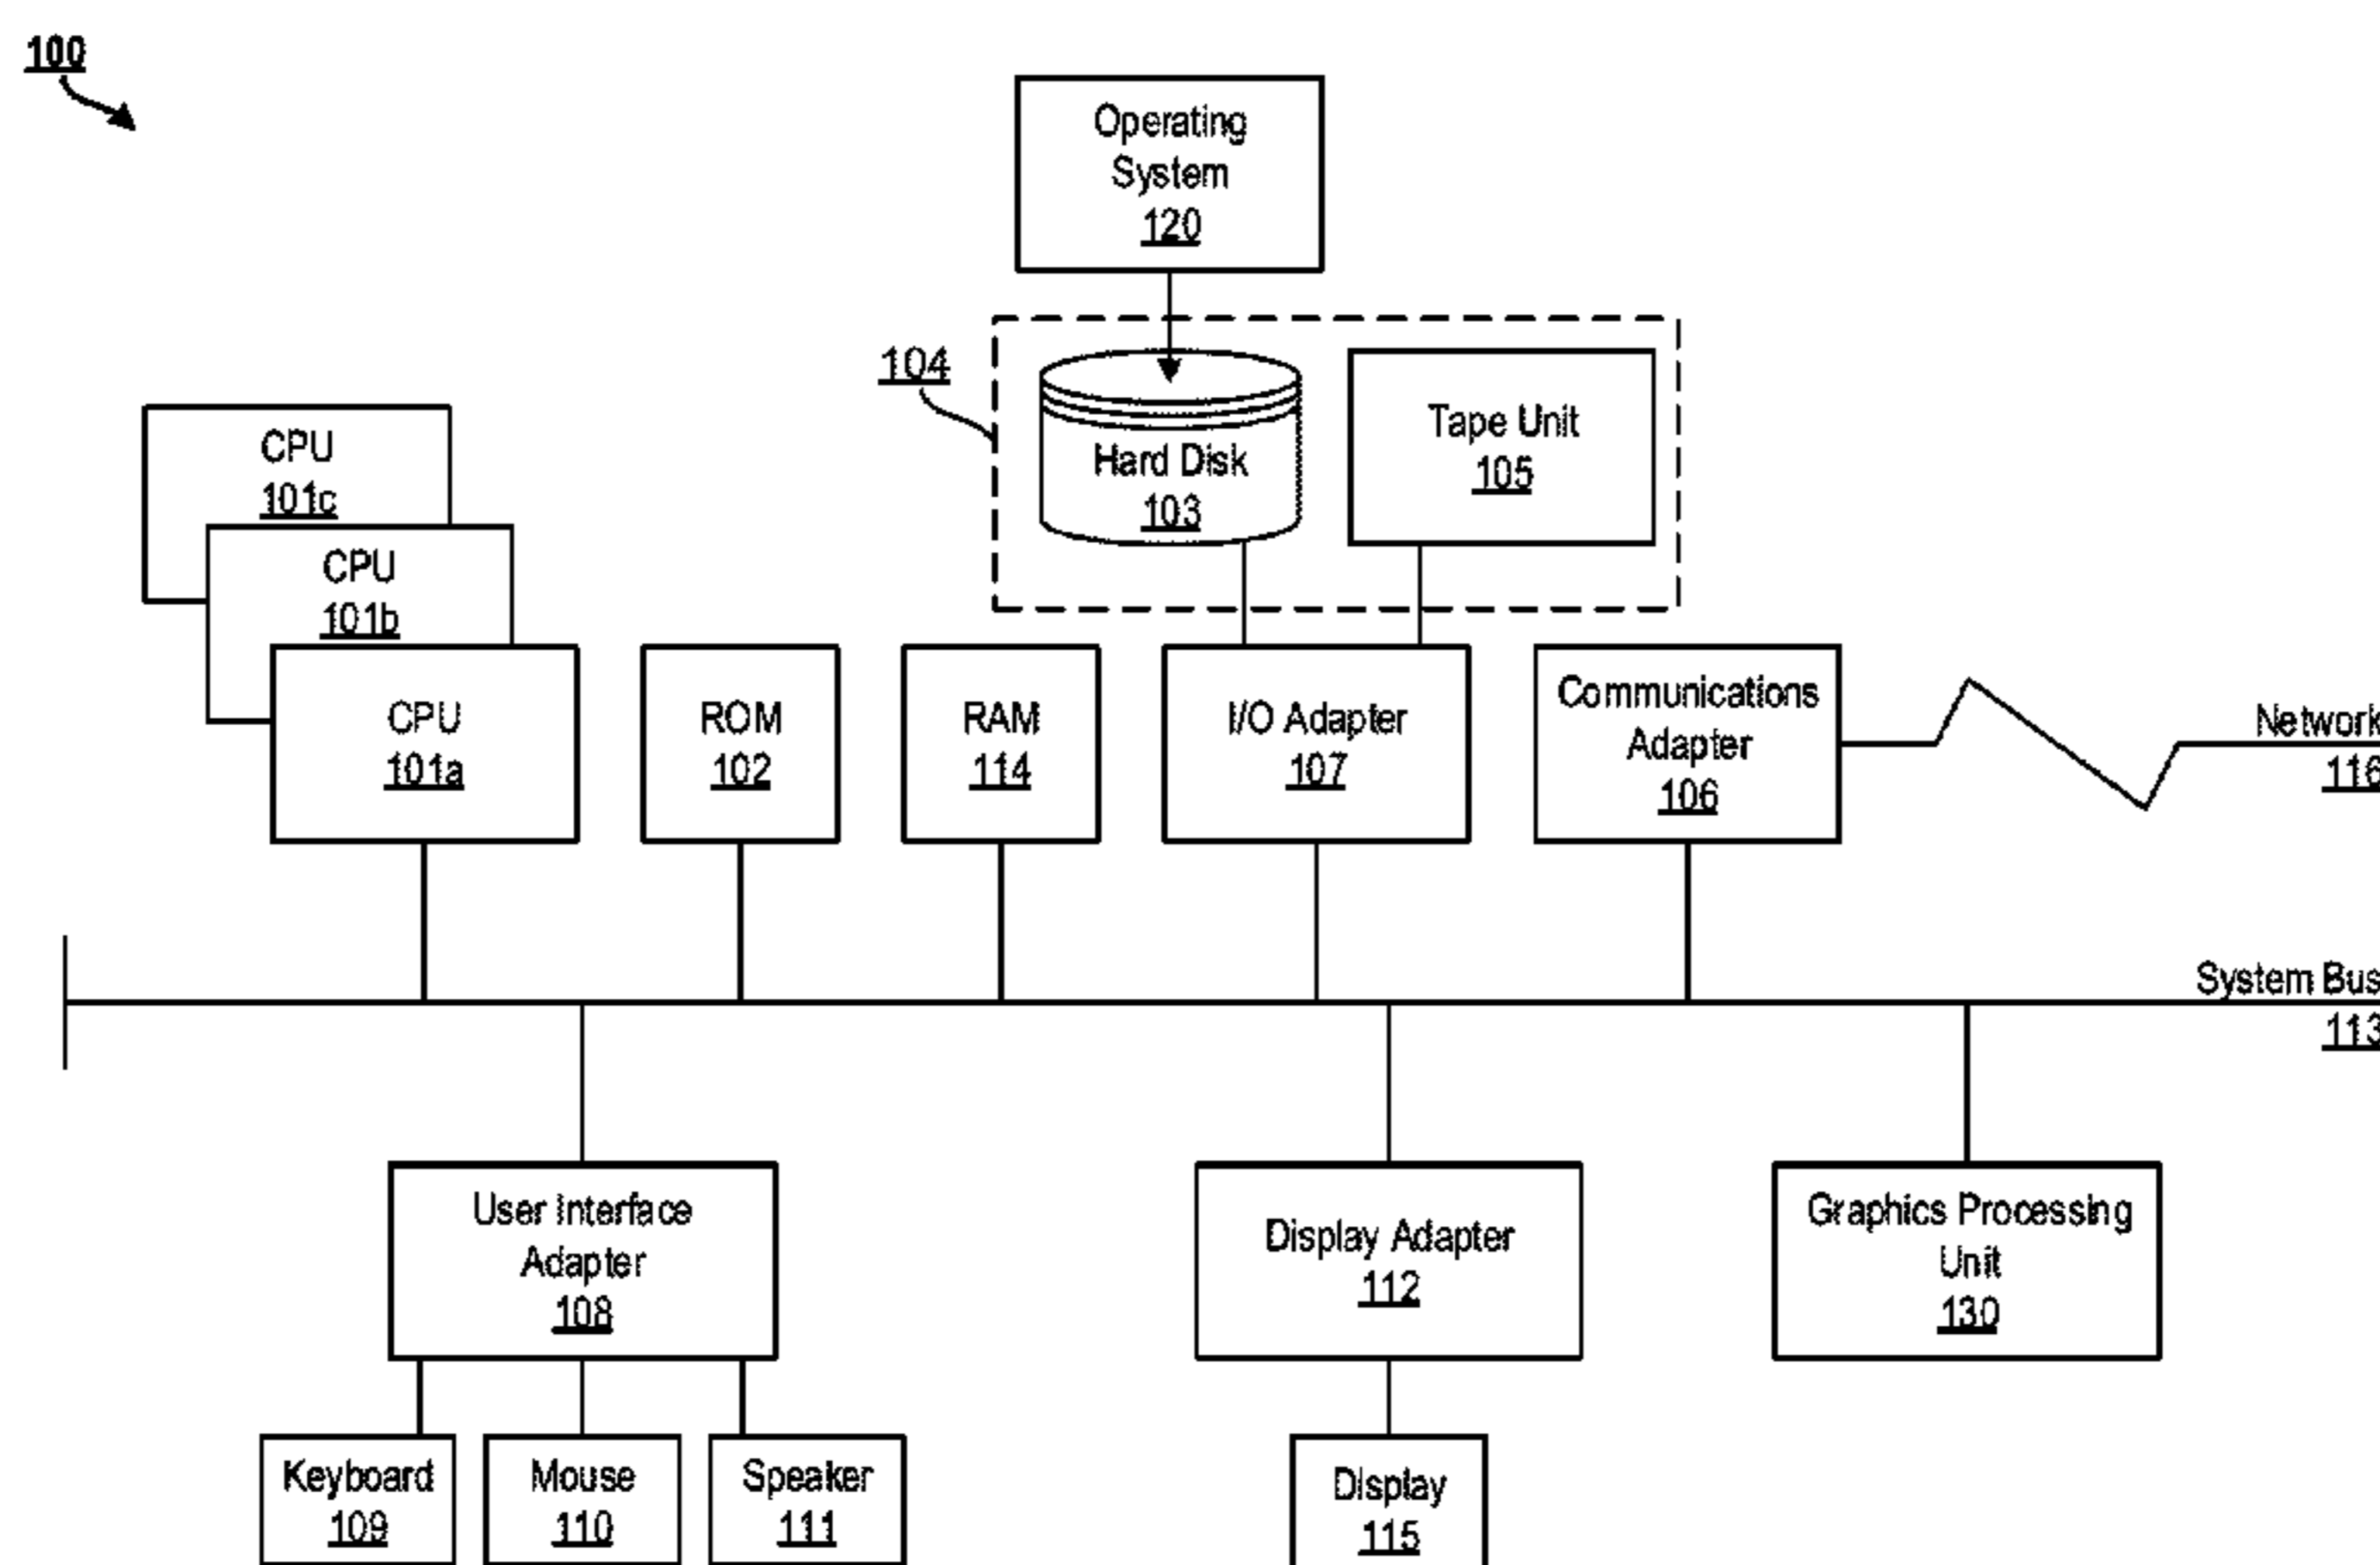 100
Operating
System
120
104
Hard Disk
103
Tape Unit
105
CPU
101c
CPU
101b
CPU
101a
ROM
102
RAM
114
I/O Adapter
107
Communications
Adapter
106
Network
116
System Bus
113
User Interface
Adapter
108
Display Adapter
112
Graphics Processing
Unit
130
Keyboard
109
Mouse
110
Speaker
111
Display
115